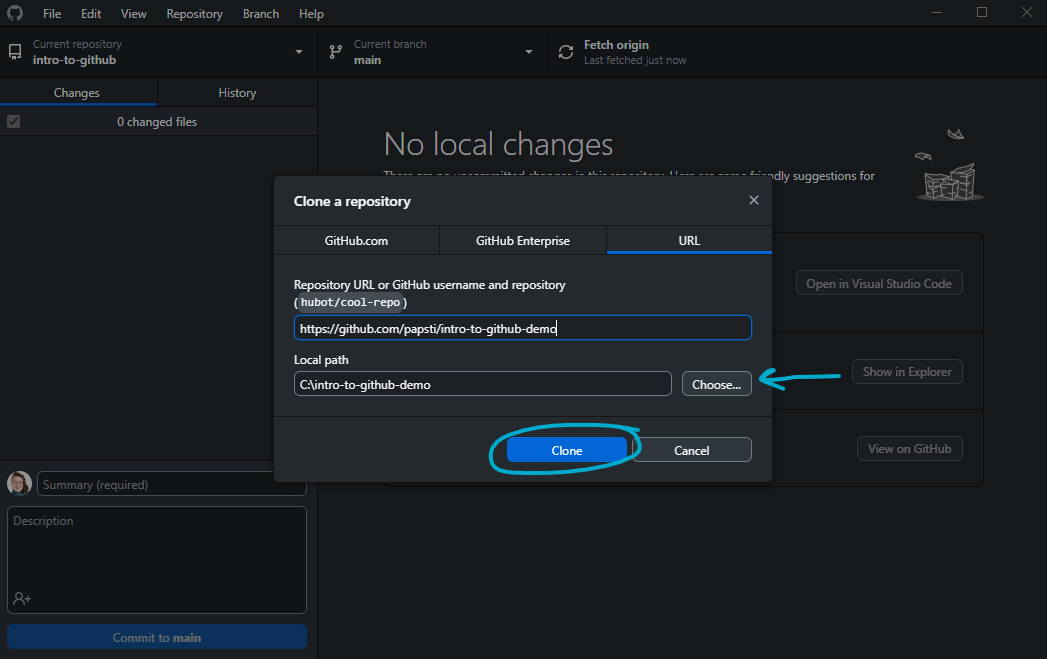 File Edit View Repository Branch Help
Current repository
intro-to-github
Current branch
main
Fetch origin
Last fetched just now
Changes History
0 changed files
No local changes
There are no uncommitted changes in this repository. Here are some friendly suggestions for
Clone a repository
GitHub.com GitHub Enterprise URL
Repository URL or GitHub username and repository
(hubot/cool-repo)
https://github.com/papsti/intro-to-github-demo
Local path
C:\intro-to-github-demo Choose...
Clone Cancel
Open in Visual Studio Code
Show in Explorer
View on GitHub
Summary (required)
Description
Commit to main